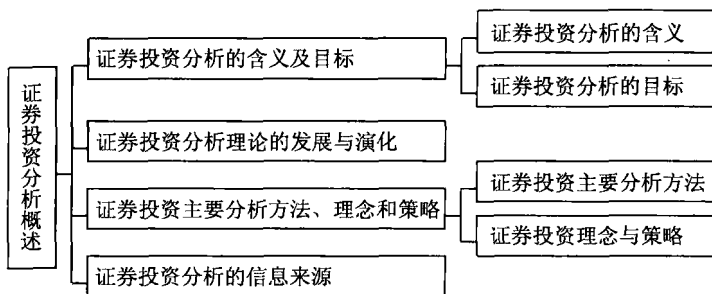 证券投资分析概述
证券投资分析的含义及目标
证券投资分析的含义
证券投资分析的目标
证券投资分析理论的发展与演化
证券投资主要分析方法、理念和策略
证券投资主要分析方法
证券投资理念与策略
证券投资分析的信息来源